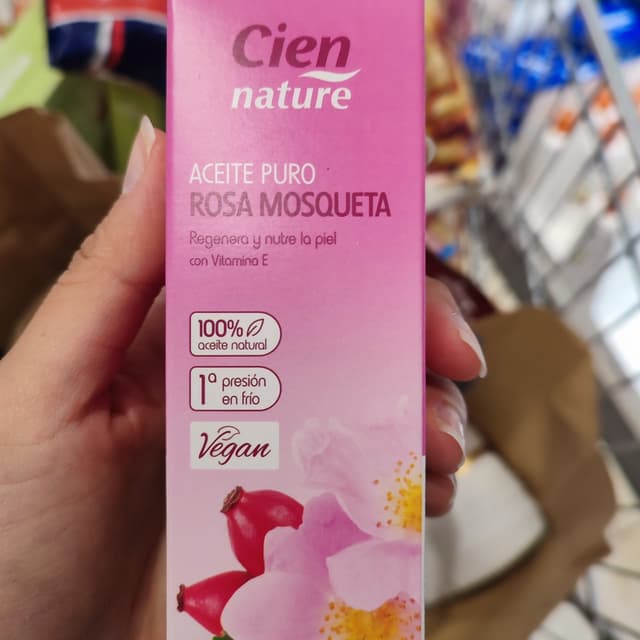 Cien
nature
ACEITE PURO
ROSA MOSQUETA
Regenera y nutre la piel
con Vitamina E
100%
aceite natural
1ª presión
en frío
Vegan